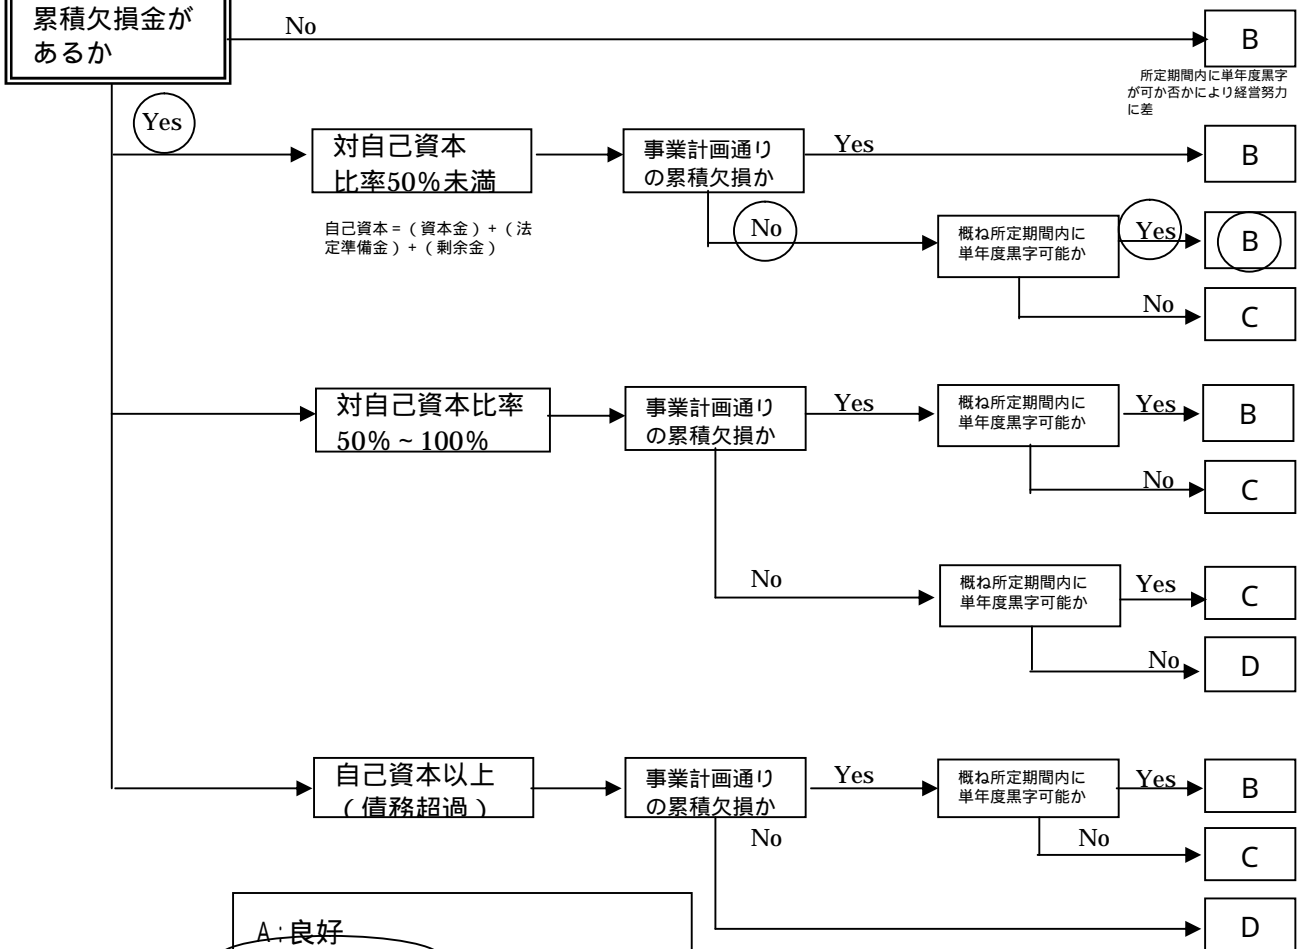 累積欠損金が
あるか
No
B
所定期間内に単年度黒字
が可か否かにより経営努力
に差
Yes
対自己資本
比率50%未満
事業計画通り
の累積欠損か
Yes
B
自己資本=(資本金)+(法
定準備金)+(剰余金)
No
概ね所定期間内に
単年度黒字可能か
Yes
B
No
C
対自己資本比率
50%~100%
事業計画通り
の累積欠損か
Yes
概ね所定期間内に
単年度黒字可能か
Yes
B
No
C
No
概ね所定期間内に
単年度黒字可能か
Yes
C
No
D
自己資本以上
(債務超過)
事業計画通り
の累積欠損か
Yes
概ね所定期間内に
単年度黒字可能か
Yes
B
No
No
C
D
A:良好